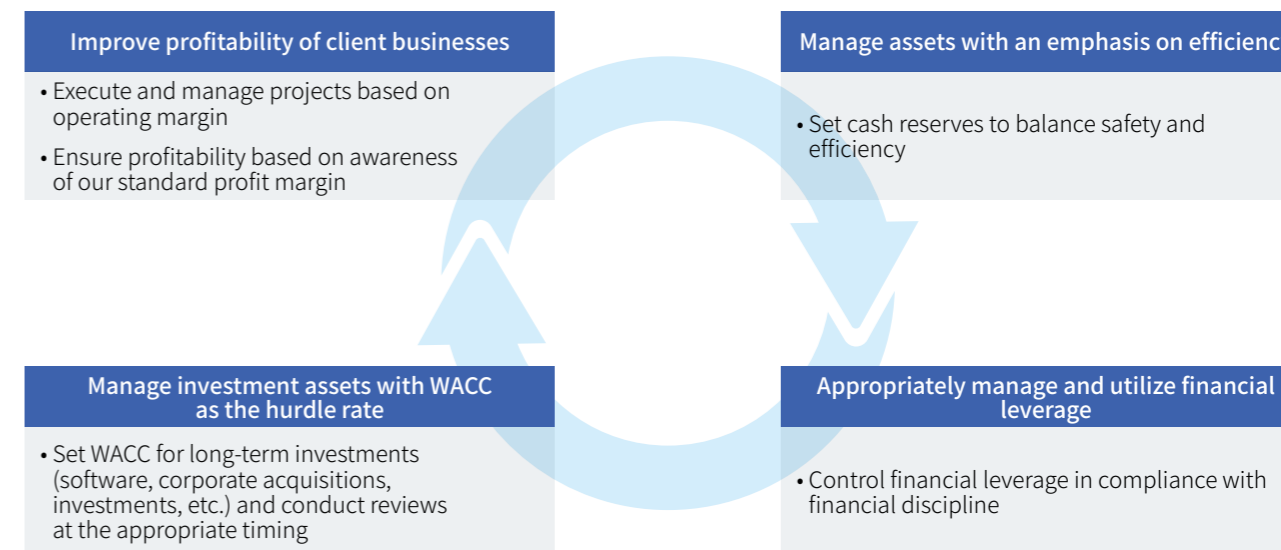 Improve profitability of client businesses
• Execute and manage projects based on
operating margin
• Ensure profitability based on awareness
of our standard profit margin
Manage assets with an emphasis on efficienc
• Set cash reserves to balance safety and
efficiency
Manage investment assets with WACC
as the hurdle rate
• Set WACC for long-term investments
(software, corporate acquisitions,
investments, etc.) and conduct reviews
at the appropriate timing
Appropriately manage and utilize financial
leverage
• Control financial leverage in compliance with
financial discipline